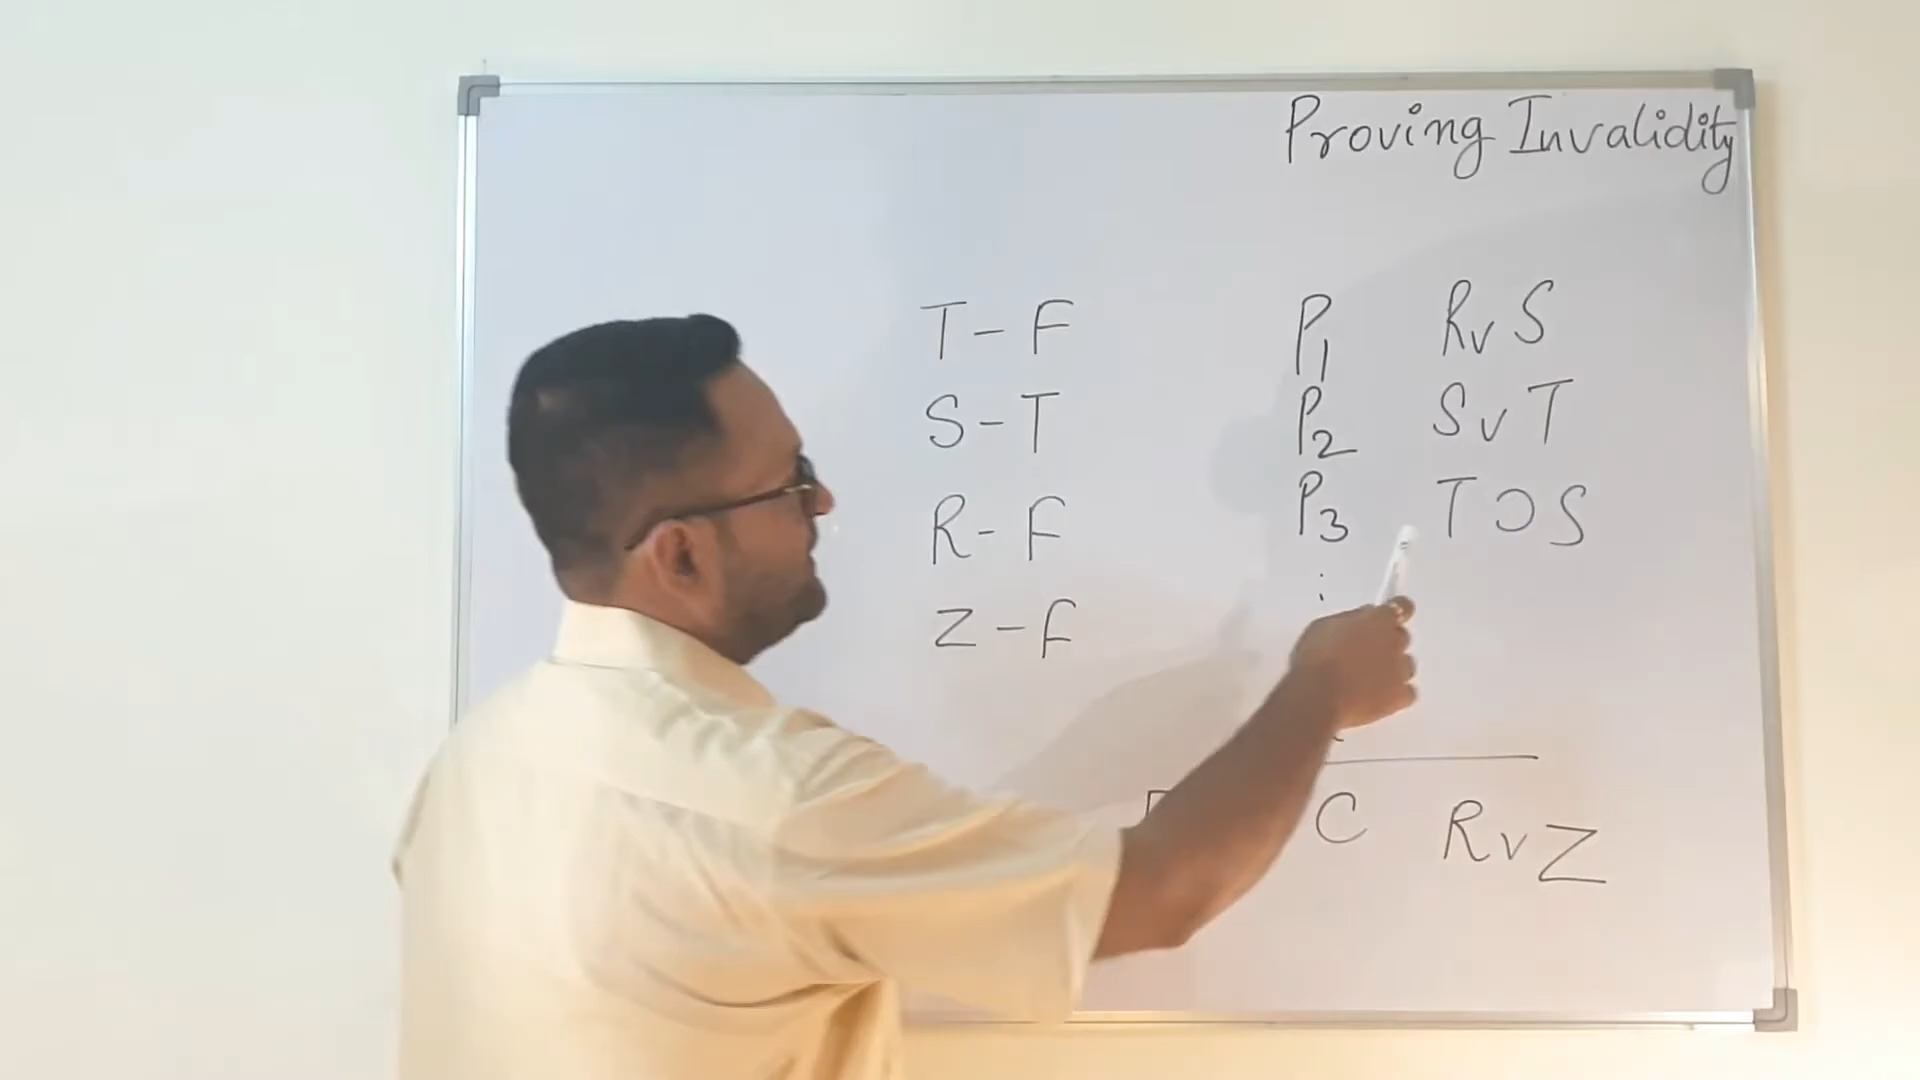 Proving Invalidity
T - F
S - T
R - F
Z - F
P1 R v S
P2 S v T
P3 T ⊃ S
C R v Z